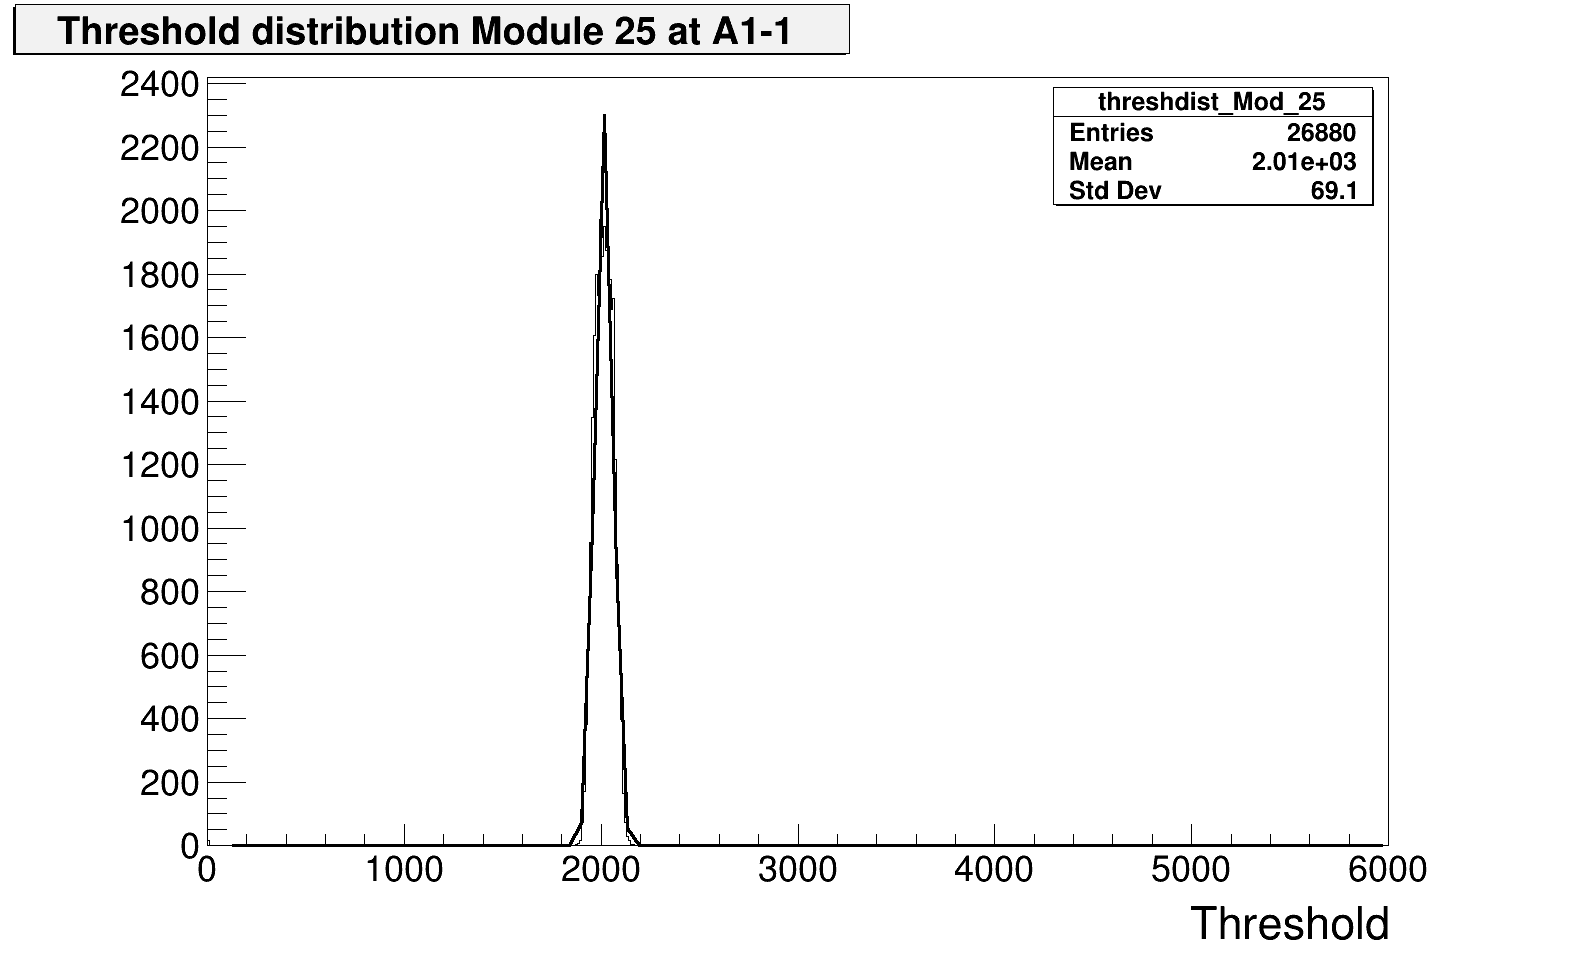 Threshold distribution Module 25 at A1-1
threshdist_Mod_25
Entries 26880
Mean 2.01e+03
Std Dev 69.1
2400
2200
2000
1800
1600
1400
1200
1000
800
600
400
200
0
0 1000 2000 3000 4000 5000 6000
Threshold